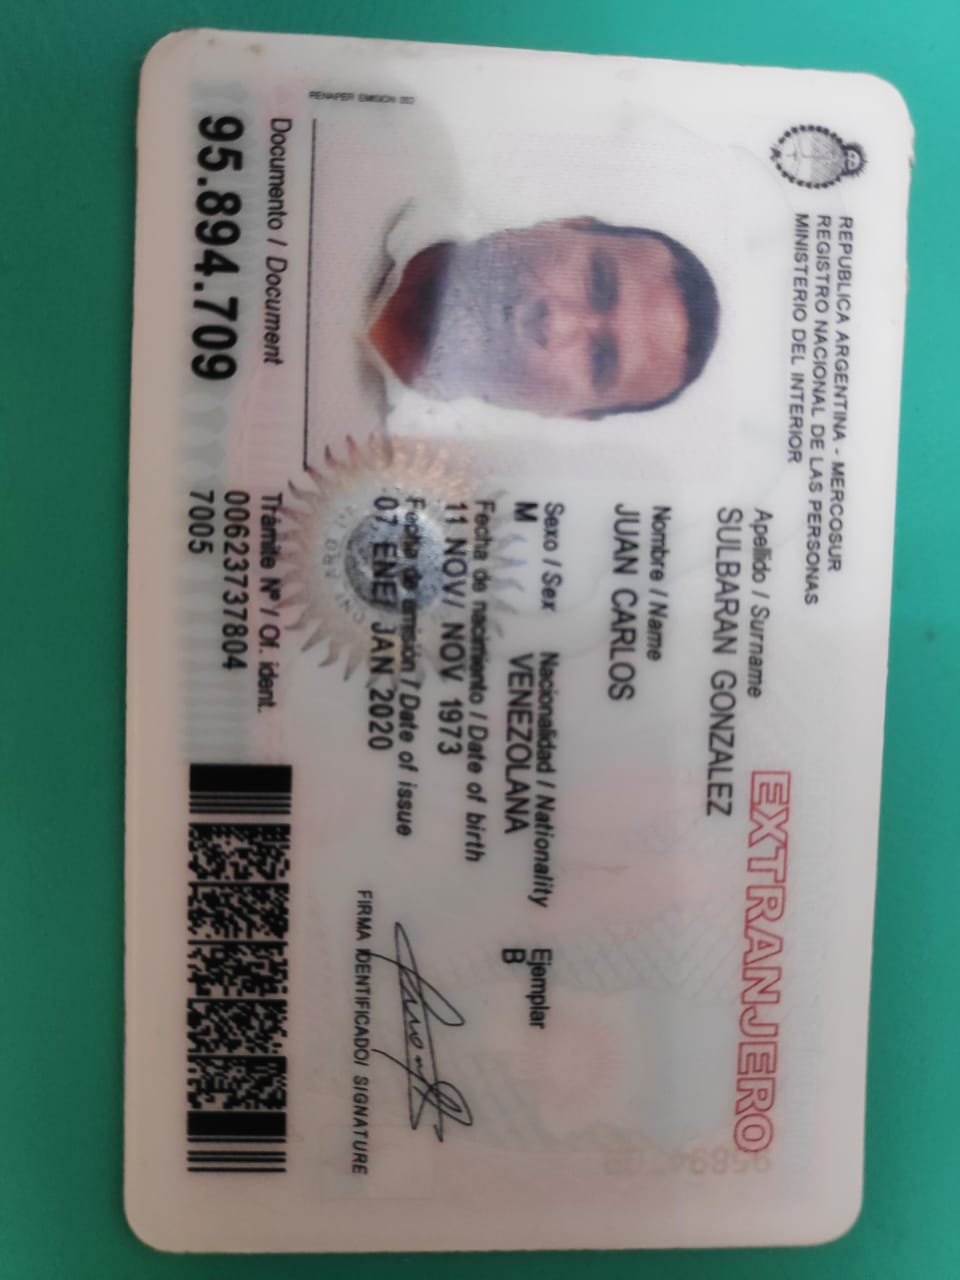 REPUBLICA ARGENTINA - MERCOSUR
REGISTRO NACIONAL DE LAS PERSONAS
MINISTERIO DEL INTERIOR
EXTRANJERO
Apellido / Surname
SULBARAN GONZALEZ
Nombre / Name
JUAN CARLOS
Sexo / Sex Nacionalidad / Nationality Ejemplar
M VENEZOLANA B
Fecha de nacimiento / Date of birth
11 NOV/ NOV 1973
Fecha de emisión / Date of issue
07 ENE/ JAN 2020
FIRMA IDENTIFICADO/ SIGNATURE
Documento / Document
95.894.709
Trámite Nº / Of. ident.
00623737804
7005